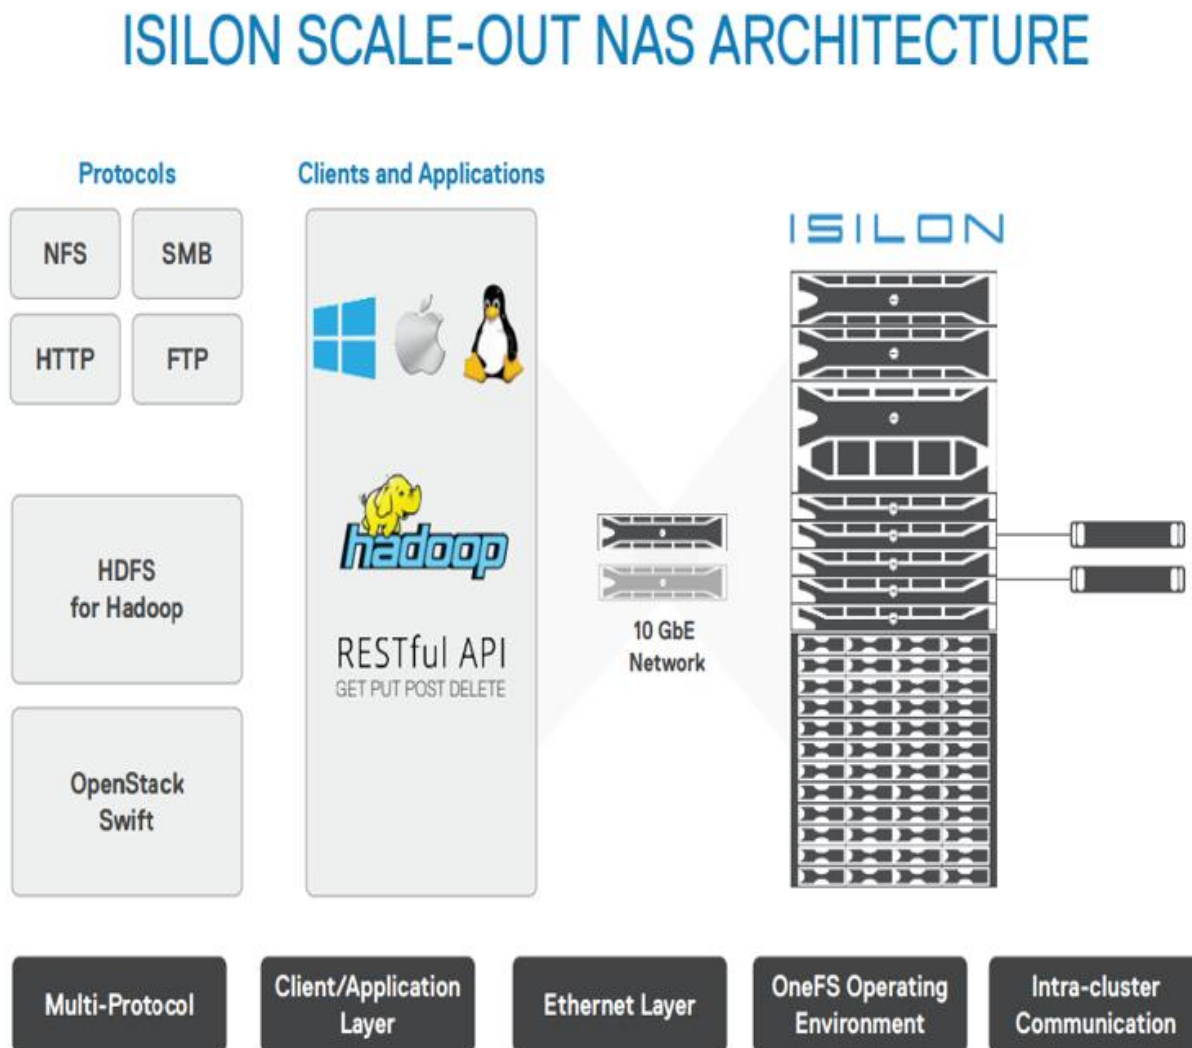 ISILON SCALE-OUT NAS ARCHITECTURE
Protocols
Clients and Applications
NFS
SMB
HTTP
FTP
HDFS
for Hadoop
OpenStack
Swift
hadoop
RESTful API
GET PUT POST DELETE
10 GbE
Network
ISILON
Multi-Protocol
Client/Application
Layer
Ethernet Layer
OneFS Operating
Environment
Intra-cluster
Communication